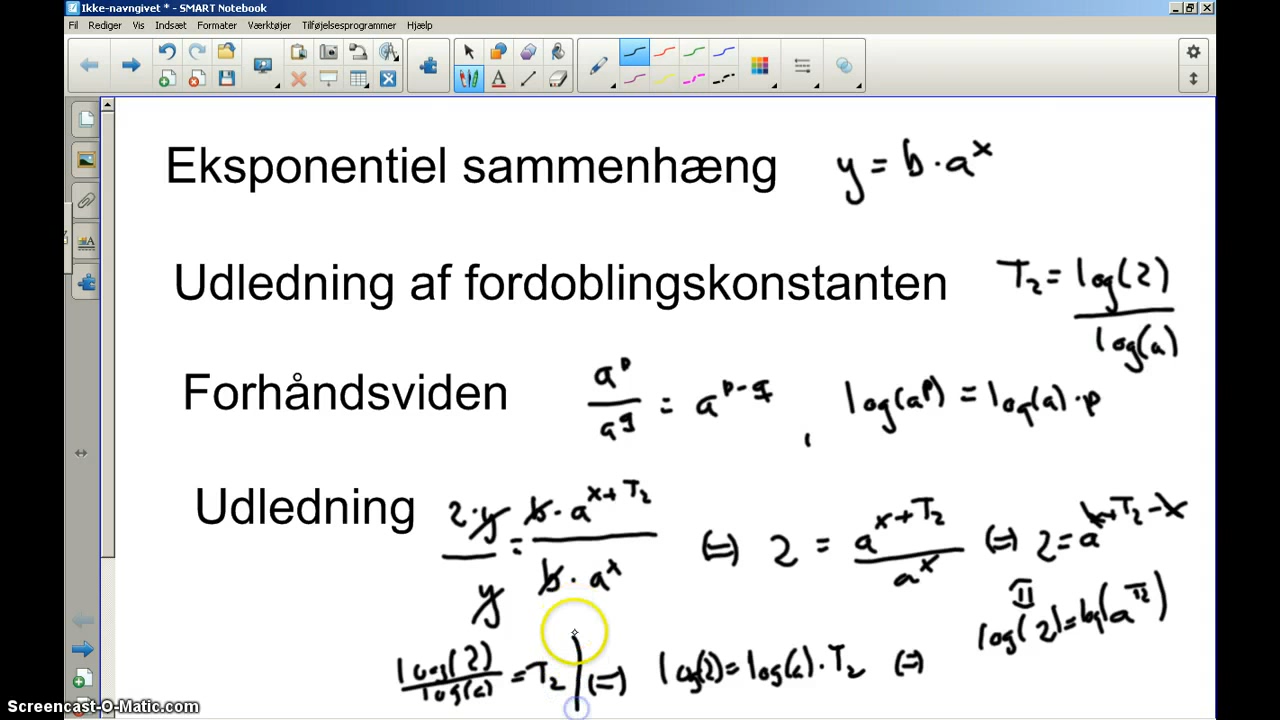 Ikke-navngivet * - SMART Notebook
Fil Rediger Vis Indsæt Formater Værktøjer Tilføjelsesprogrammer Hjælp
Eksponentiel sammenhæng y = b · a^x
Udledning af fordoblingskonstanten T₂ = log(2) / log(a)
Forhåndsviden a^p / a^q = a^(p-q) , log(a^p) = log(a) · p
Udledning 2·y / y = b · a^(x+T₂) / b · a^x (=) 2 = a^(x+T₂) / a^x (=) 2 = a^(x+T₂-x)
log(2) = log(a^T₂)
log(2) / log(a) = T₂ (=) log(2) = log(a) · T₂ (=)
Screencast-O-Matic.com